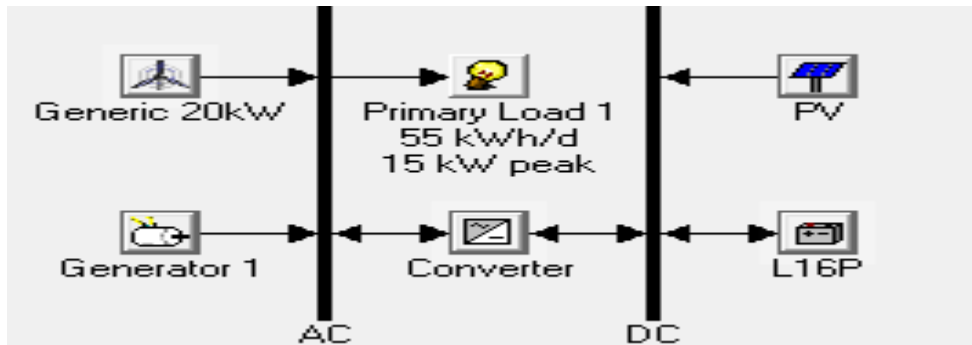 Generic 20kW
Primary Load 1
55 kWh/d
15 kW peak
PV
Generator 1
Converter
L16P
AC
DC